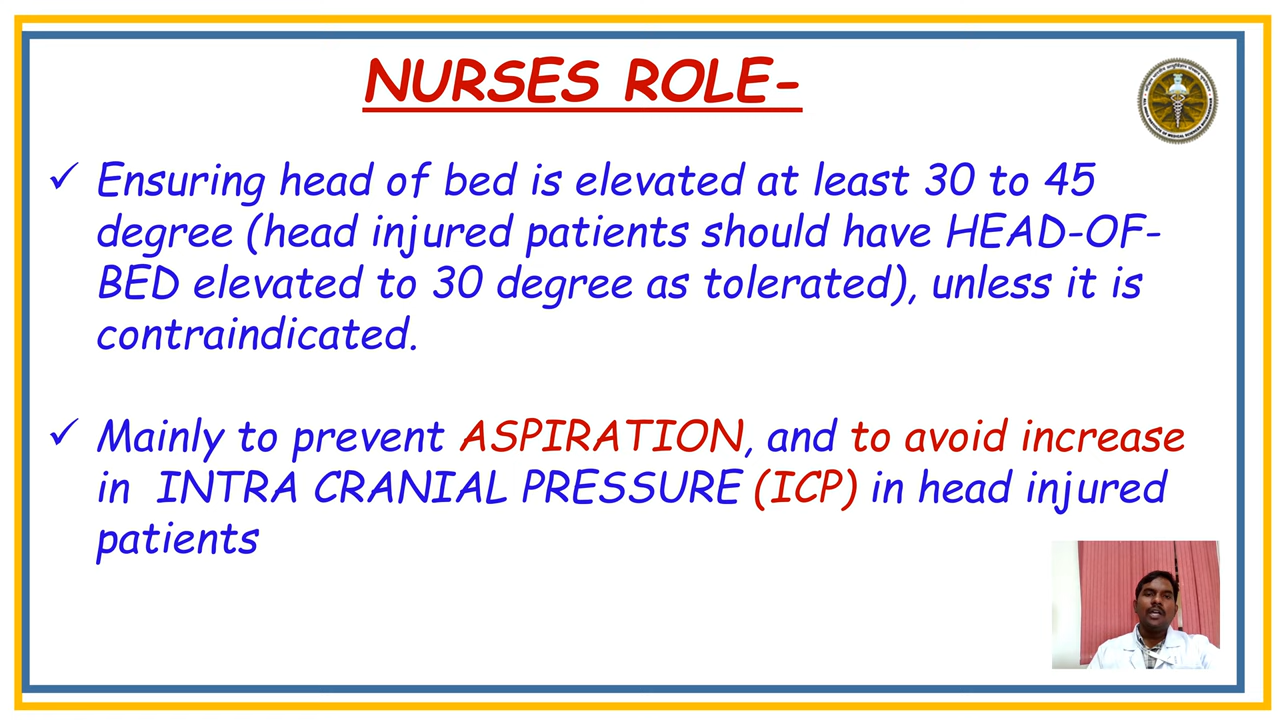 NURSES ROLE-
✓ Ensuring head of bed is elevated at least 30 to 45
degree (head injured patients should have HEAD-OF-
BED elevated to 30 degree as tolerated), unless it is
contraindicated.
✓ Mainly to prevent ASPIRATION, and to avoid increase
in INTRA CRANIAL PRESSURE (ICP) in head injured
patients